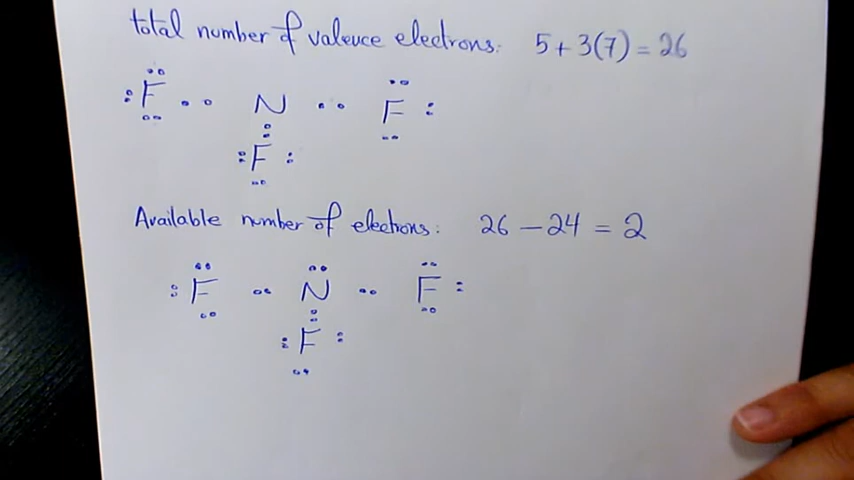 total number of valence electrons: 5 + 3(7) = 26
F N F
F
Available number of electrons: 26 − 24 = 2
F N F
F